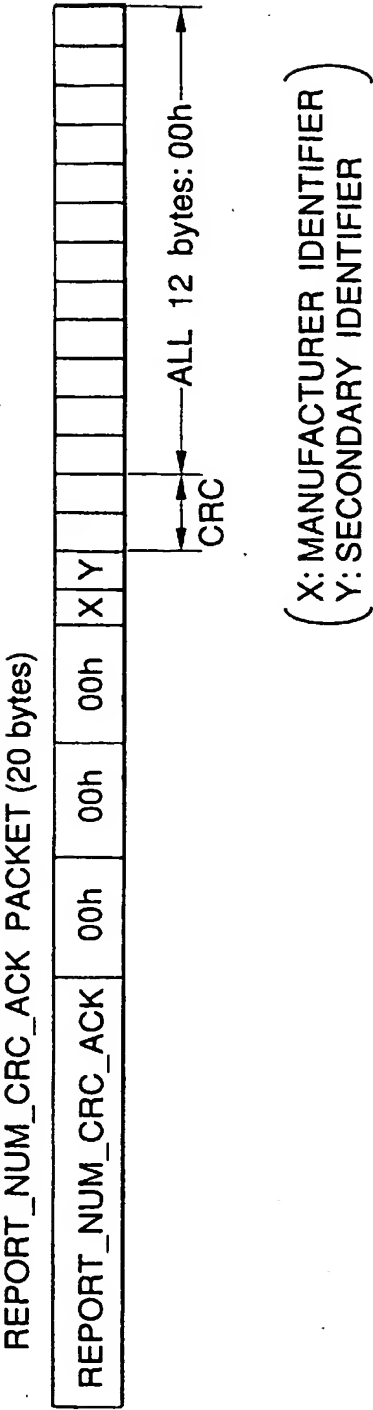 REPORT_NUM_CRC_ACK PACKET (20 bytes)
REPORT_NUM_CRC_ACK 00h 00h 00h X Y
CRC
ALL 12 bytes: 00h
X: MANUFACTURER IDENTIFIER
Y: SECONDARY IDENTIFIER